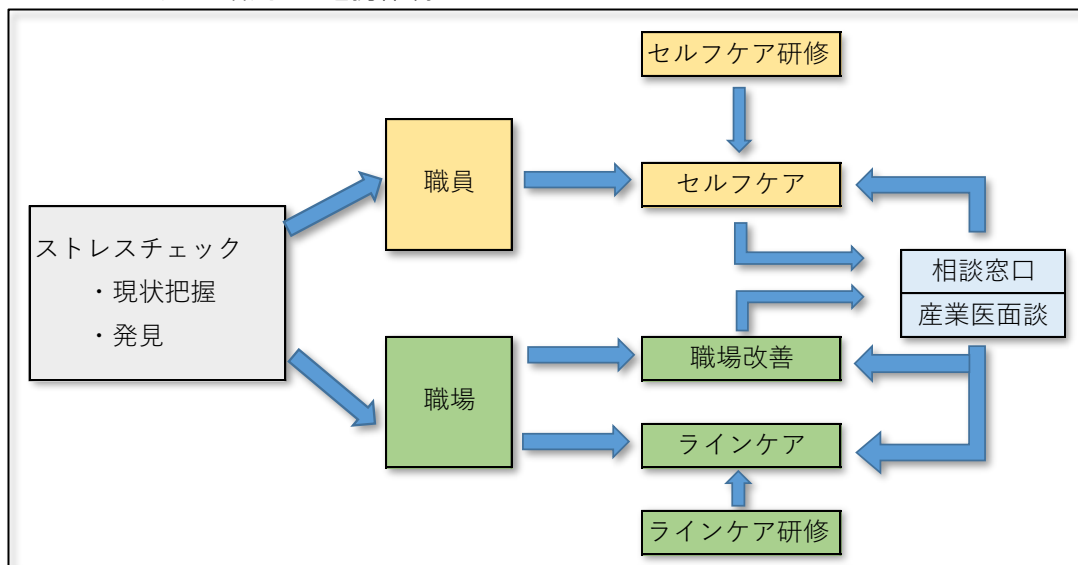 セルフケア研修
職員
セルフケア
ストレスチェック
・現状把握
・発見
相談窓口
産業医面談
職場改善
職場
ラインケア
ラインケア研修